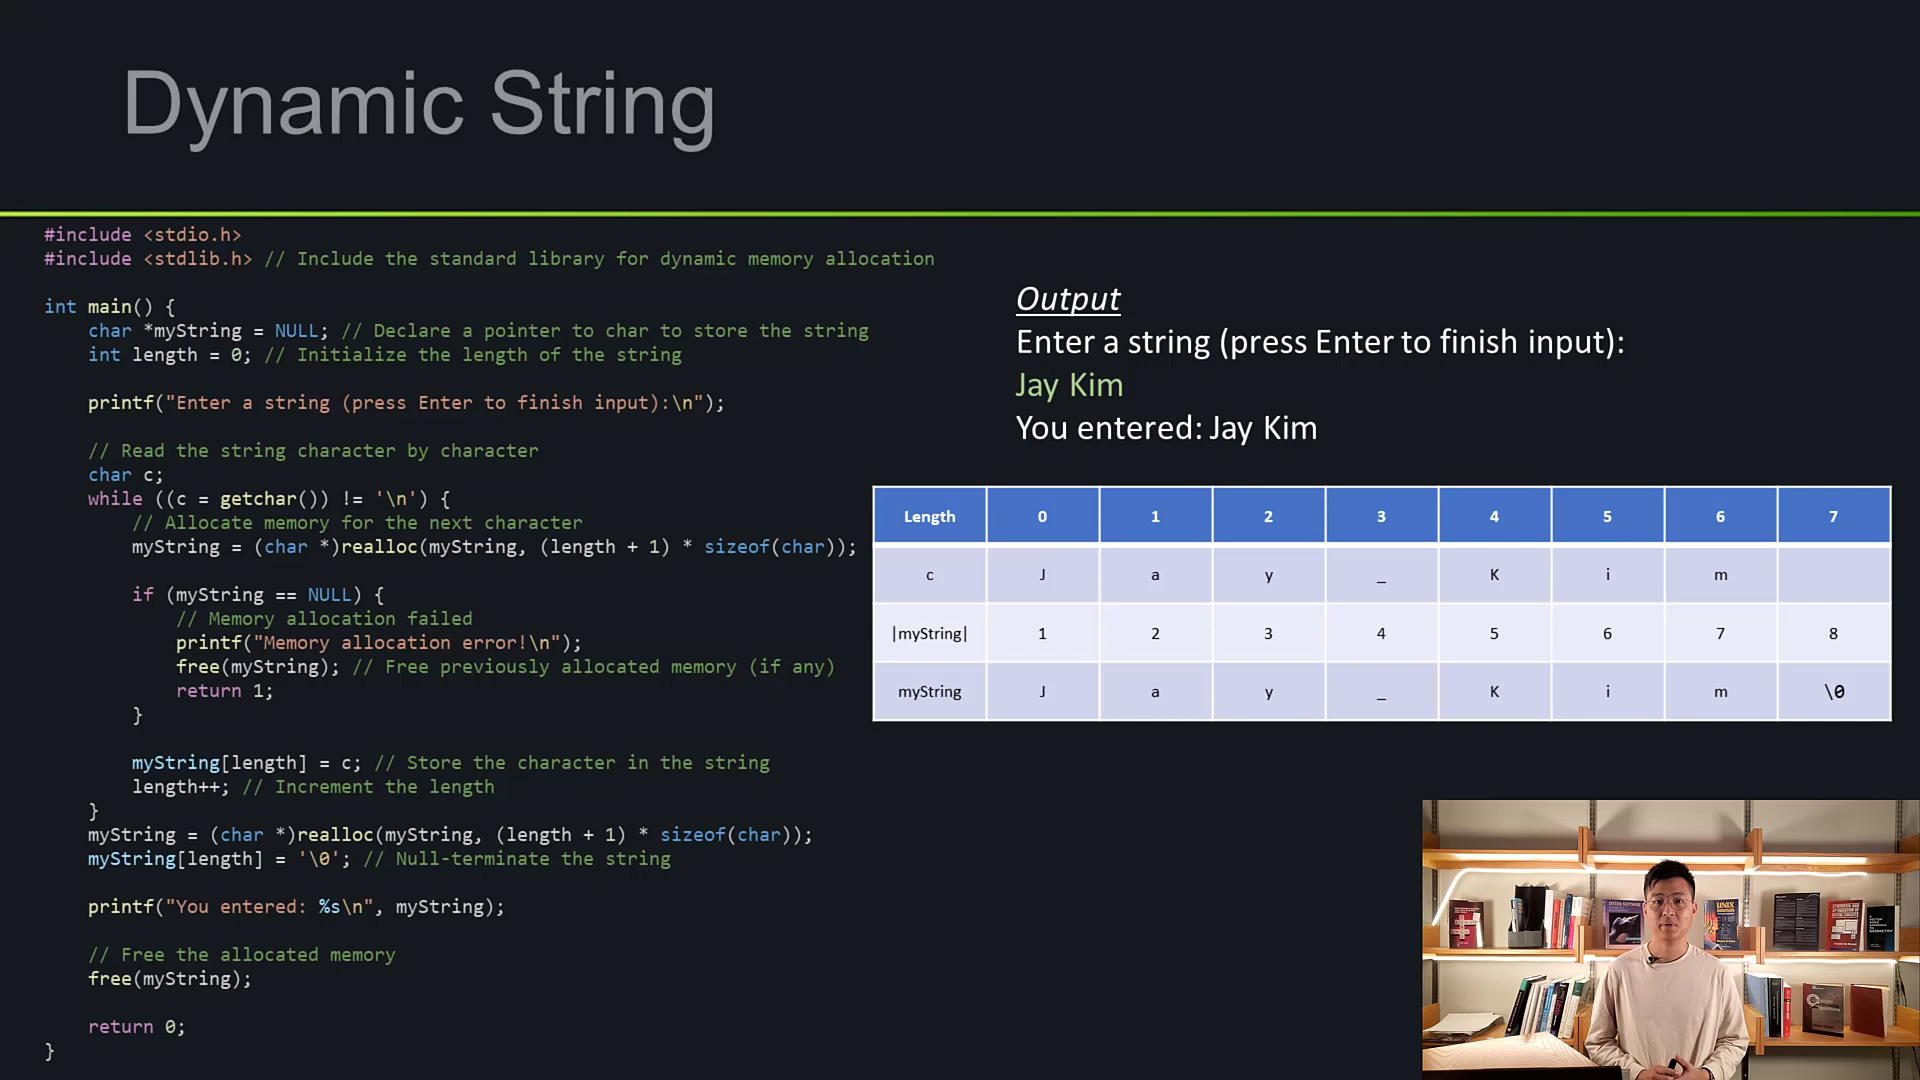 Dynamic String
#include <stdio.h>
#include <stdlib.h> // Include the standard library for dynamic memory allocation
int main() {
char *myString = NULL; // Declare a pointer to char to store the string
int length = 0; // Initialize the length of the string
printf("Enter a string (press Enter to finish input):\n");
// Read the string character by character
char c;
while ((c = getchar()) != '\n') {
// Allocate memory for the next character
myString = (char *)realloc(myString, (length + 1) * sizeof(char));
if (myString == NULL) {
// Memory allocation failed
printf("Memory allocation error!\n");
free(myString); // Free previously allocated memory (if any)
return 1;
}
myString[length] = c; // Store the character in the string
length++; // Increment the length
}
myString = (char *)realloc(myString, (length + 1) * sizeof(char));
myString[length] = '\0'; // Null-terminate the string
printf("You entered: %s\n", myString);
// Free the allocated memory
free(myString);
return 0;
}
Output
Enter a string (press Enter to finish input):
Jay Kim
You entered: Jay Kim
Length 0 1 2 3 4 5 6 7
c J a y _ K i m
|myString| 1 2 3 4 5 6 7 8
myString J a y _ K i m \0